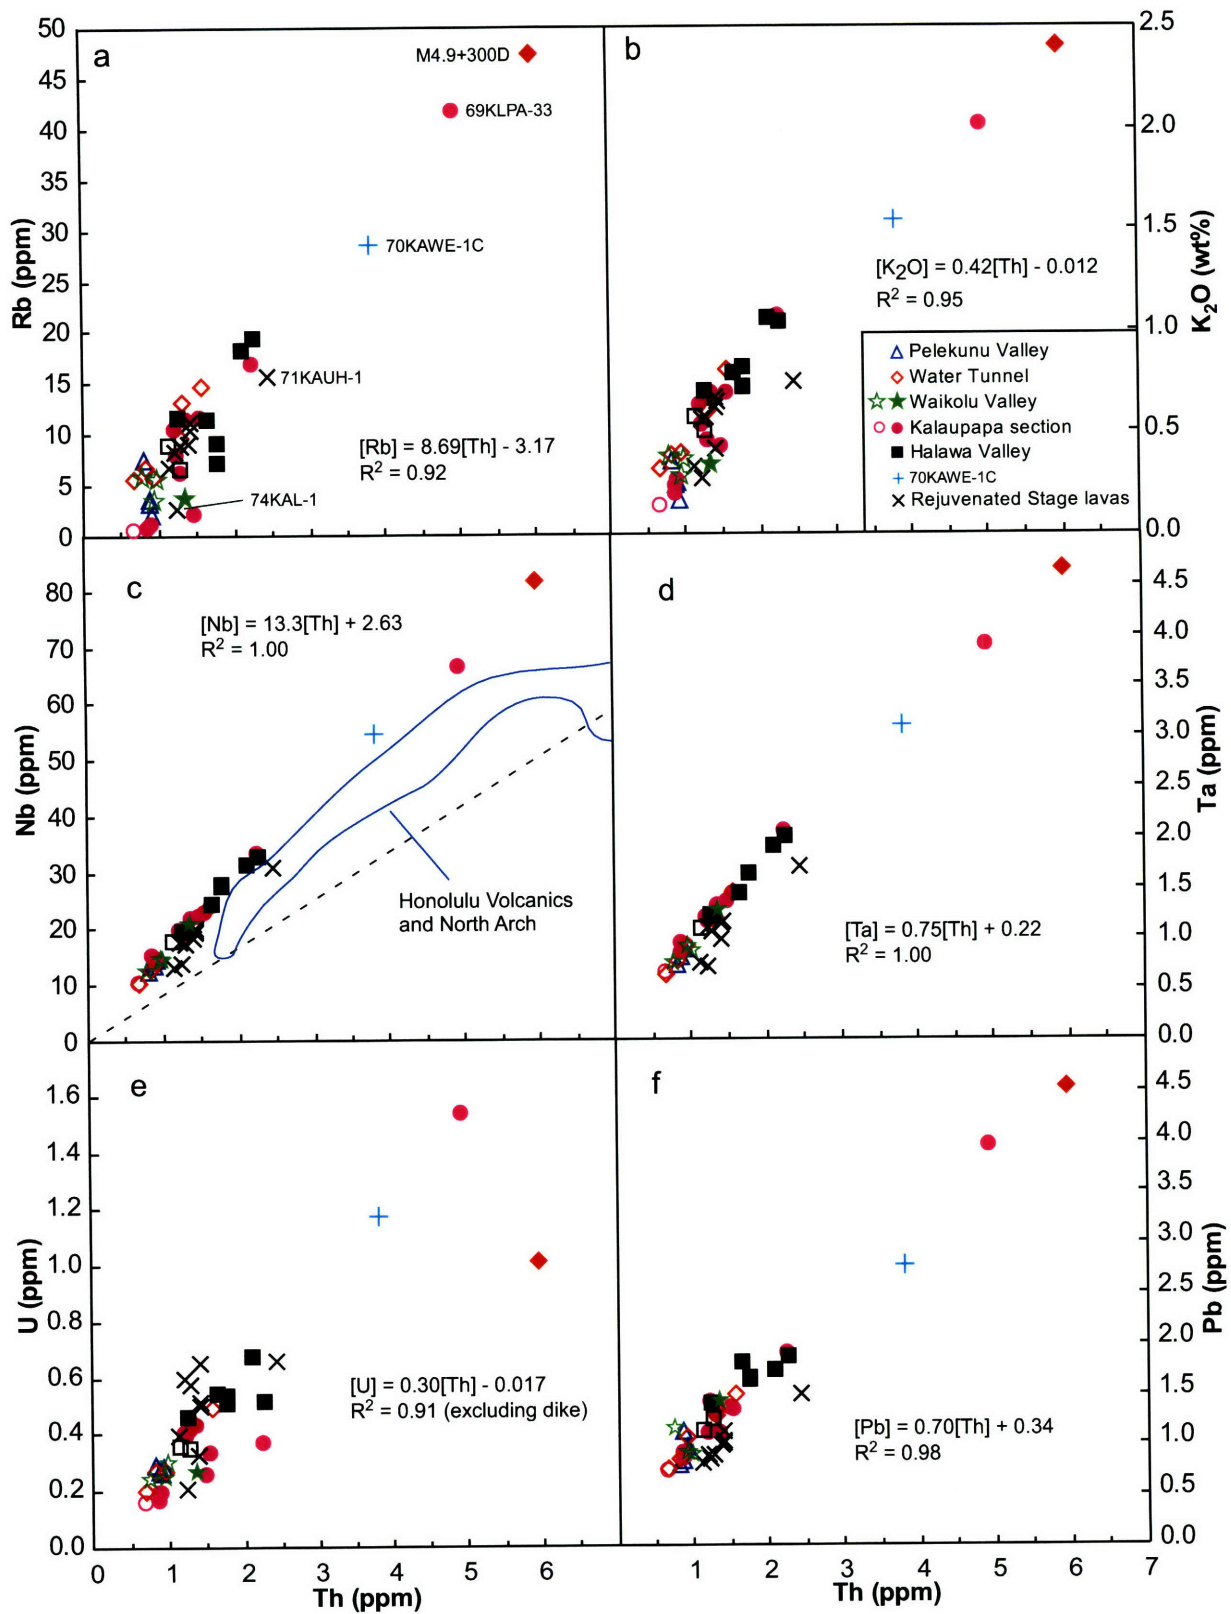 50
45
40
35
30
25
20
15
10
5
0
Rb (ppm)
a
M4.9+300D
69KLPA-33
70KAWE-1C
71KAUH-1
[Rb] = 8.69[Th] - 3.17
R2 = 0.92
74KAL-1
b
2.5
2.0
1.5
1.0
0.5
0.0
K2O (wt%)
[K2O] = 0.42[Th] - 0.012
R2 = 0.95
Pelekunu Valley
Water Tunnel
Waikolu Valley
Kalaupapa section
Halawa Valley
70KAWE-1C
Rejuvenated Stage lavas
c
80
70
60
50
40
30
20
10
0
Nb (ppm)
[Nb] = 13.3[Th] + 2.63
R2 = 1.00
Honolulu Volcanics
and North Arch
d
4.5
4.0
3.5
3.0
2.5
2.0
1.5
1.0
0.5
0.0
Ta (ppm)
[Ta] = 0.75[Th] + 0.22
R2 = 1.00
e
1.6
1.4
1.2
1.0
0.8
0.6
0.4
0.2
0.0
U (ppm)
[U] = 0.30[Th] - 0.017
R2 = 0.91 (excluding dike)
0 1 2 3 4 5 6
Th (ppm)
f
4.5
4.0
3.5
3.0
2.5
2.0
1.5
1.0
0.5
0.0
Pb (ppm)
[Pb] = 0.70[Th] + 0.34
R2 = 0.98
1 2 3 4 5 6 7
Th (ppm)